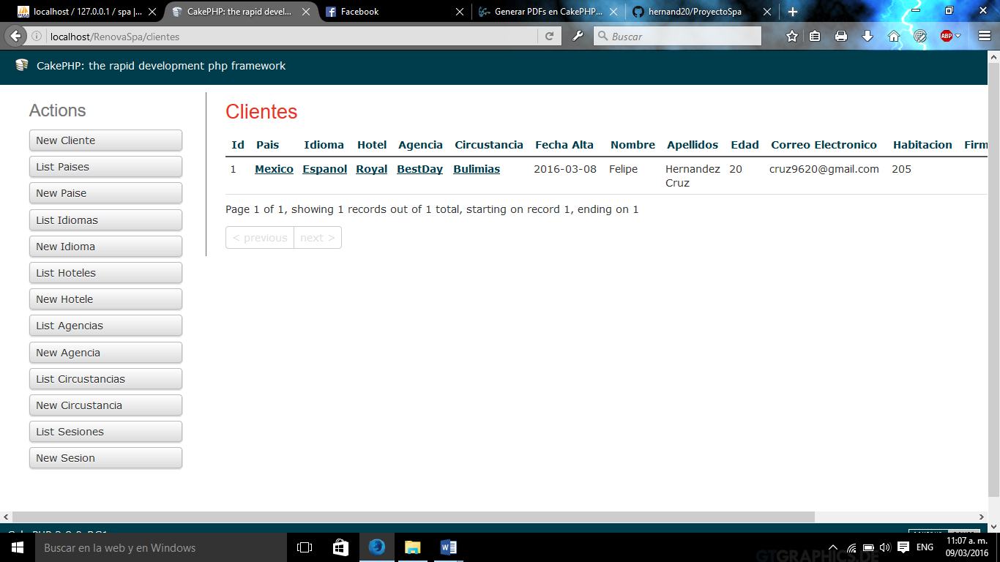 localhost / 127.0.0.1 / spa |...
CakePHP: the rapid devel...
Facebook
Generar PDFs en CakePHP...
hernand20/ProyectoSpa
localhost/RenovaSpa/clientes
Buscar
ABP
CakePHP: the rapid development php framework
Actions
New Cliente
List Paises
New Paise
List Idiomas
New Idioma
List Hoteles
New Hotele
List Agencias
New Agencia
List Circustancias
New Circustancia
List Sesiones
New Sesion
Clientes
Id Pais Idioma Hotel Agencia Circustancia Fecha Alta Nombre Apellidos Edad Correo Electronico Habitacion Firm
1 Mexico Espanol Royal BestDay Bulimias 2016-03-08 Felipe Hernandez 20 cruz9620@gmail.com 205
Cruz
Page 1 of 1, showing 1 records out of 1 total, starting on record 1, ending on 1
< previous next >
Buscar en la web y en Windows
ENG
11:07 a. m.
09/03/2016
GTGRAPHICS.DE